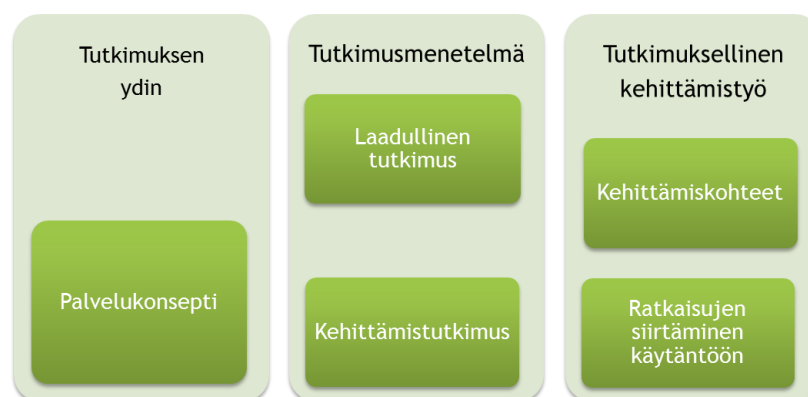 Tutkimuksen
ydin
Palvelukonsepti
Tutkimusmenetelmä
Laadullinen
tutkimus
Kehittämistutkimus
Tutkimuksellinen
kehittämistyö
Kehittämiskohteet
Ratkaisujen
siirtäminen
käytäntöön